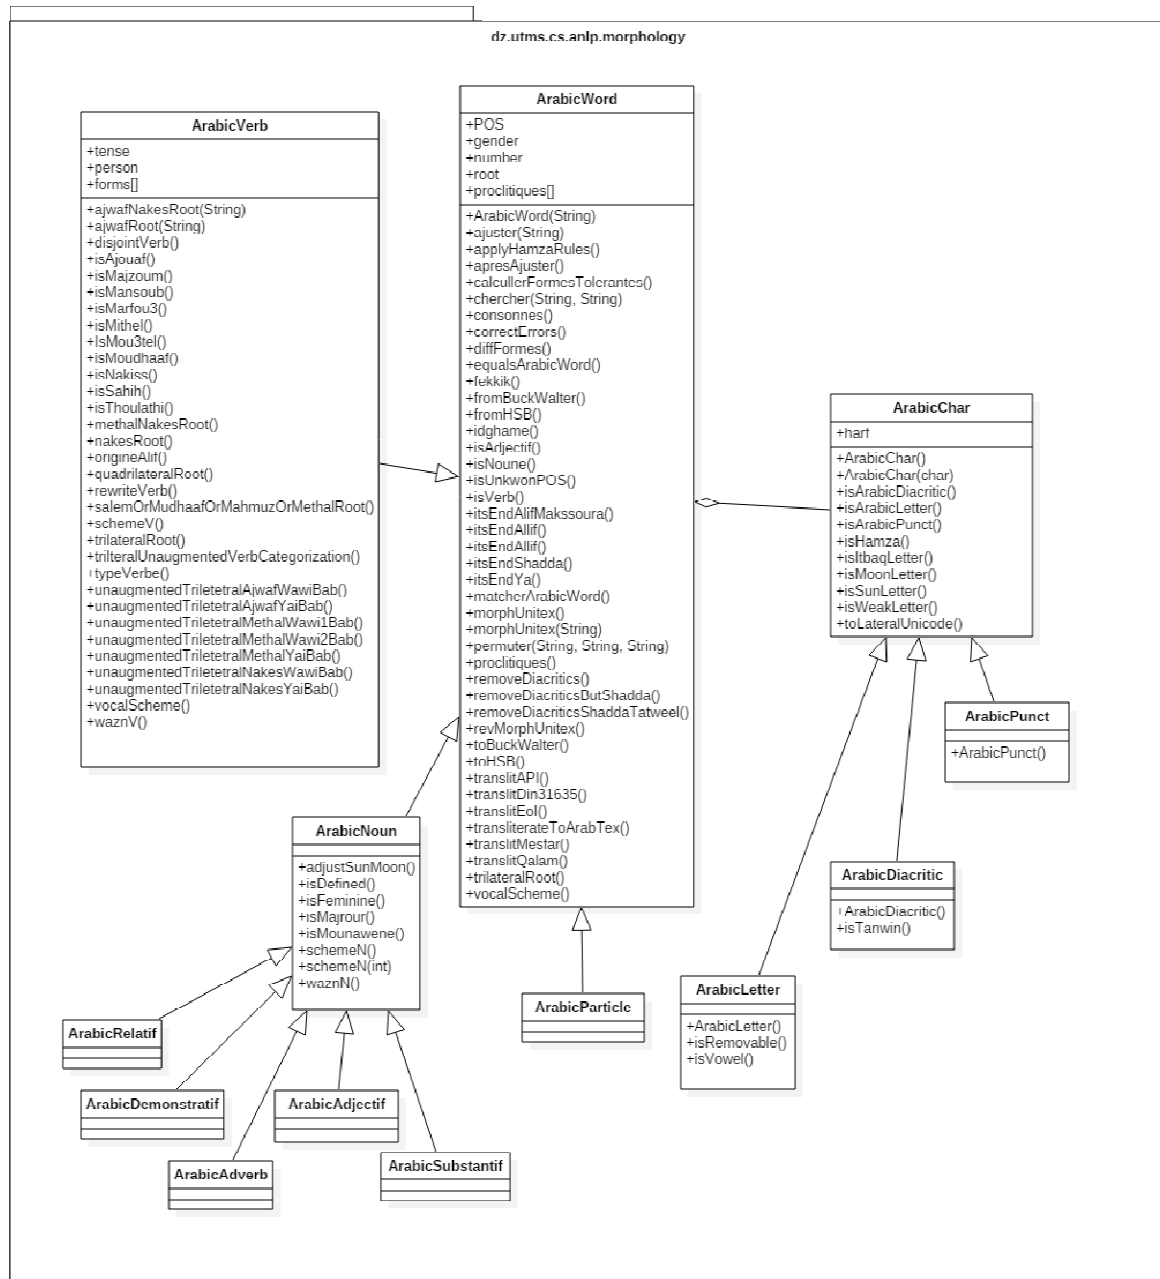 dz.utms.cs.anlp.morphology
ArabicVerb
+tense
+person
+forms[]
+ajwafNakesRoot(String)
+ajwafRoot(String)
+disjointVerb()
+isAjouaf()
+isMajzoum()
+isMansoub()
+isMarfou3()
+isMithel()
+IsMou3tel()
+isMoudhaaf()
+isNakiss()
+isSahih()
+isThoulathi()
+methalNakesRoot()
+nakesRoot()
+origineAlif()
+quadrilateralRoot()
+rewriteVerb()
+salemOrMudhaafOrMahmuzOrMethalRoot()
+schemeV()
+trilateralRoot()
+trilteralUnaugmentedVerbCategorization()
+typeVerbe()
+unaugmentedTriletetralAjwafWawiBab()
+unaugmentedTriletetralAjwafYaiBab()
+unaugmentedTriletetralMethalWawi1Bab()
+unaugmentedTriletetralMethalWawi2Bab()
+unaugmentedTriletetralMethalYaiBab()
+unaugmentedTriletetralNakesWawiBab()
+unaugmentedTriletetralNakesYaiBab()
+vocalScheme()
+waznV()
ArabicWord
+POS
+gender
+number
+root
+proclitiques[]
+ArabicWord(String)
+ajuster(String)
+applyHamzaRules()
+apresAjuster()
+calcullerFormesTolerantes()
+chercher(String, String)
+consonnes()
+correctErrors()
+diffFormes()
+equalsArabicWord()
+fekkik()
+fromBuckWalter()
+fromHSB()
+idghame()
+isAdjectif()
+isNoune()
+isUnkwonPOS()
+isVerb()
+itsEndAlifMakssoura()
+itsEndAllif()
+itsEndAllif()
+itsEndShadda()
+itsEndYa()
+matcherArabicWord()
+morphUnitex()
+morphUnitex(String)
+permuter(String, String, String)
+proclitiques()
+removeDiacritics()
+removeDiacriticsButShadda()
+removeDiacriticsShaddaTatweel()
+revMorphUnitex()
+toBuckWalter()
+toHSB()
+translitAPI()
+translitDin31635()
+translitEol()
+transliterateToArabTex()
+translitMesfar()
+translitQalam()
+trilateralRoot()
+vocalScheme()
ArabicChar
+harf
+ArabicChar()
+ArabicChar(char)
+isArabicDiacritic()
+isArabicLetter()
+isArabicPunct()
+isHamza()
+isItbaqLetter()
+isMoonLetter()
+isSunLetter()
+isWeakLetter()
+toLateralUnicode()
ArabicPunct
+ArabicPunct()
ArabicNoun
+adjustSunMoon()
+isDefined()
+isFeminine()
+isMajrour()
+isMounawene()
+schemeN()
+schemeN(int)
+waznN()
ArabicDiacritic
+ArabicDiacritic()
+isTanwin()
ArabicLetter
+ArabicLetter()
+isRemovable()
+isVowel()
ArabicParticle
ArabicRelatif
ArabicDemonstratif
ArabicAdjectif
ArabicAdverb
ArabicSubstantif